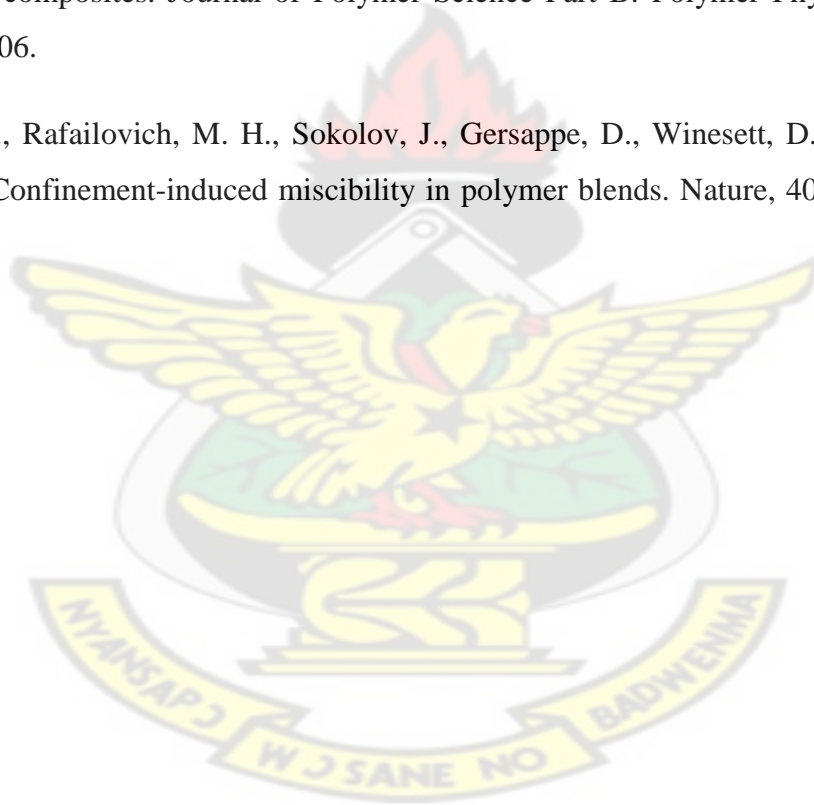 composites. Journal of Polymer Science Part B: Polymer Phy
06.
., Rafailovich, M. H., Sokolov, J., Gersappe, D., Winesett, D.
Confinement-induced miscibility in polymer blends. Nature, 40
NYANSAPƆ
WƆSANE NO
BADWENMA